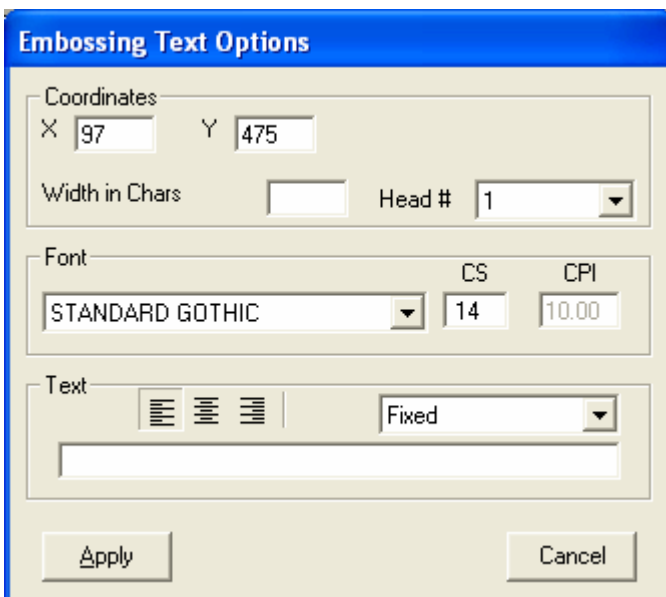 Embossing Text Options
Coordinates
X 97 Y 475
Width in Chars Head # 1
Font
CS CPI
STANDARD GOTHIC 14 10.00
Text
Fixed
Apply Cancel